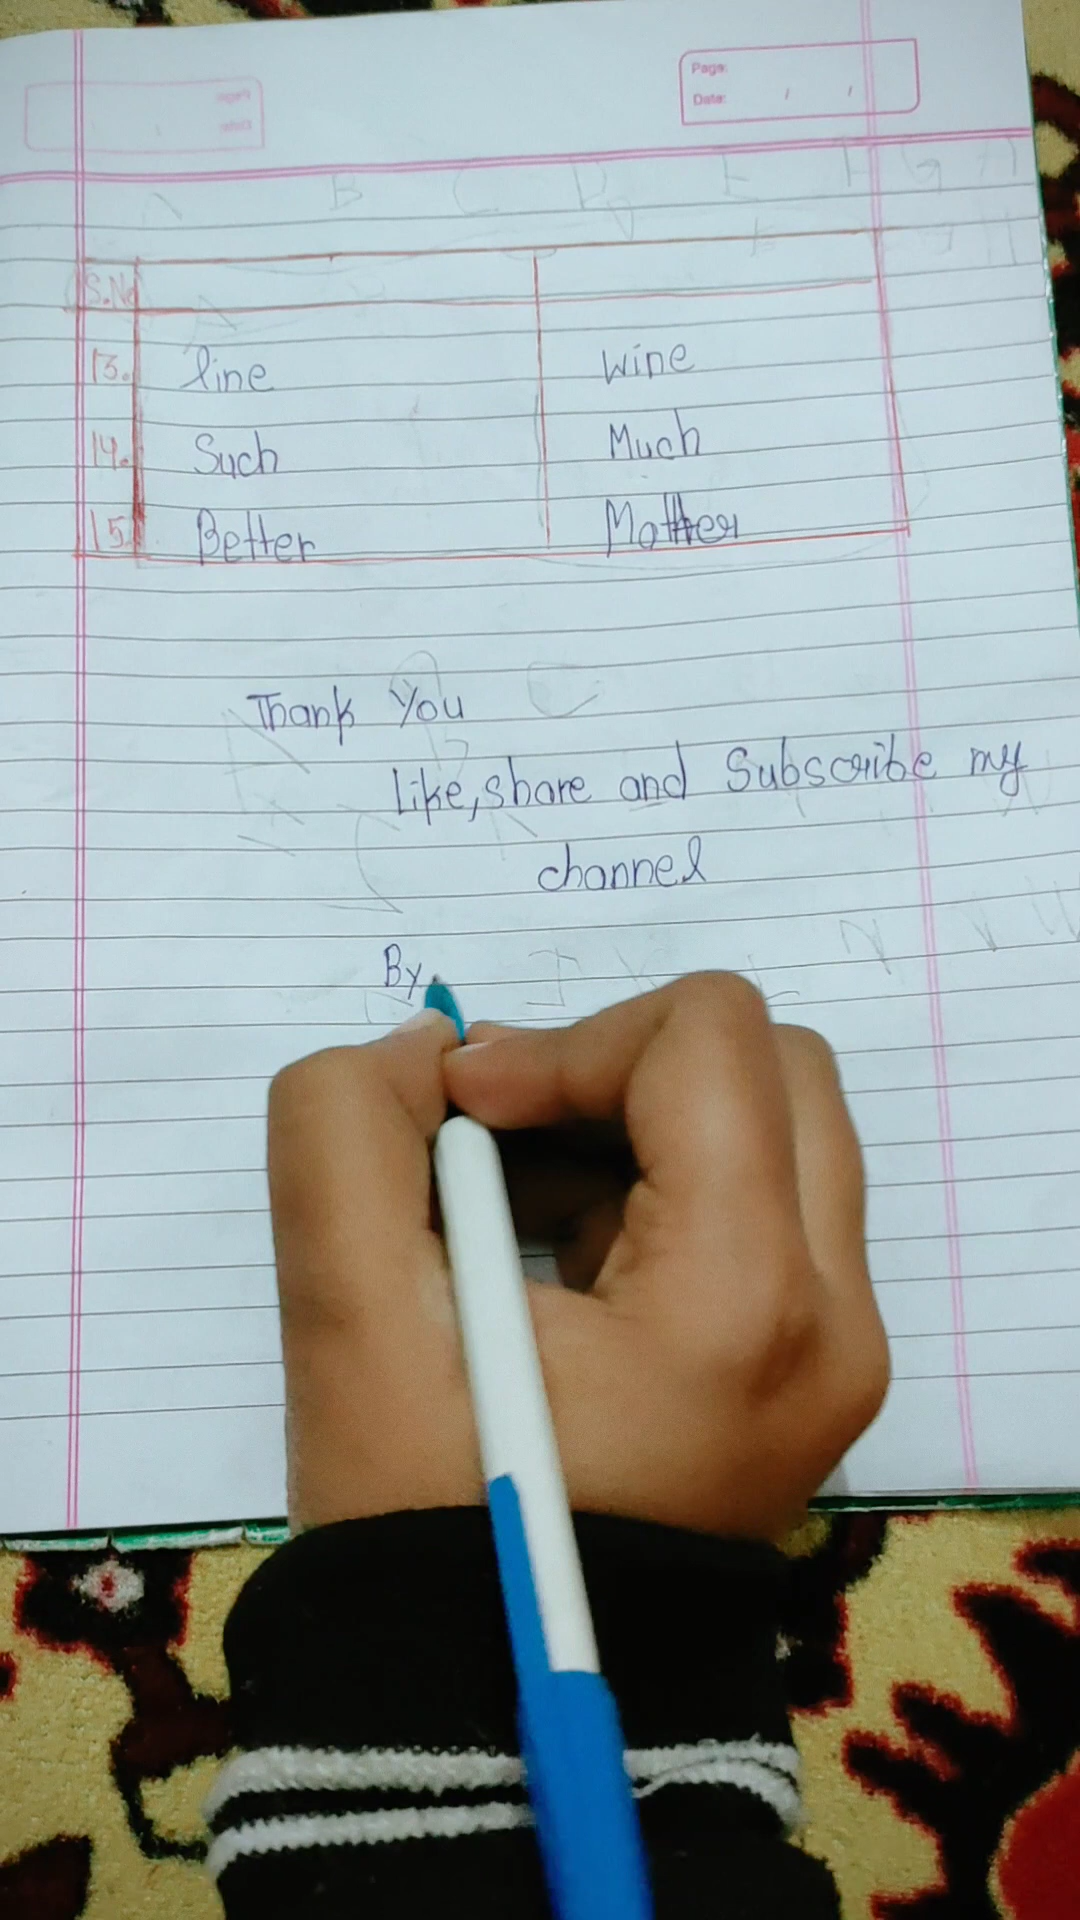 Page:
Date: / /
S.No
13. line Wine
14. Such Much
15. Better Matter
Thank You
like, share and Subscribe my
channel
By